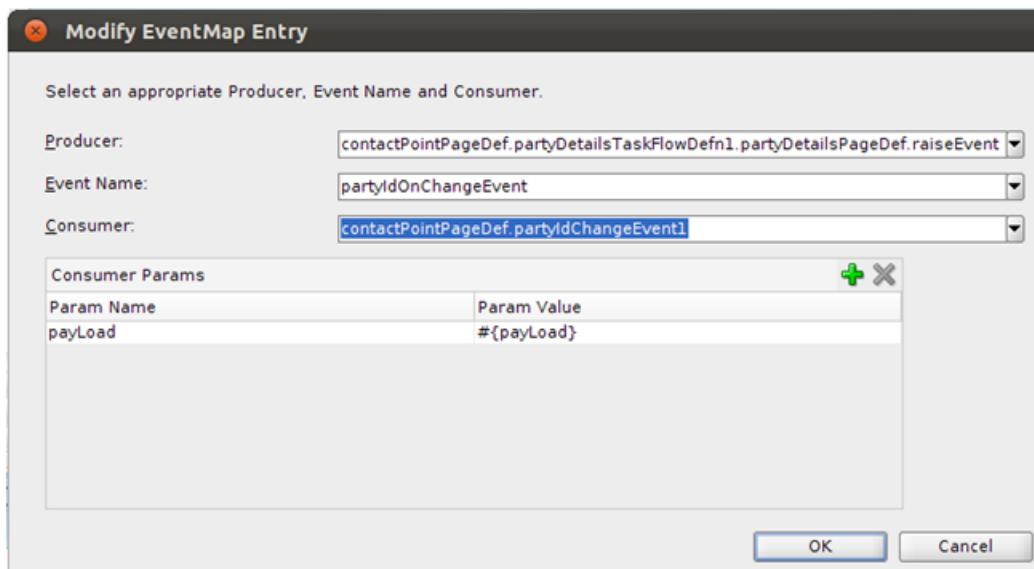 Modify EventMap Entry
Select an appropriate Producer, Event Name and Consumer.
Producer: contactPointPageDef.partyDetailsTaskFlowDefn1.partyDetailsPageDef.raiseEvent
Event Name: partyIdOnChangeEvent
Consumer: contactPointPageDef.partyIdChangeEvent1
Consumer Params
Param Name Param Value
payLoad #{payLoad}
OK Cancel